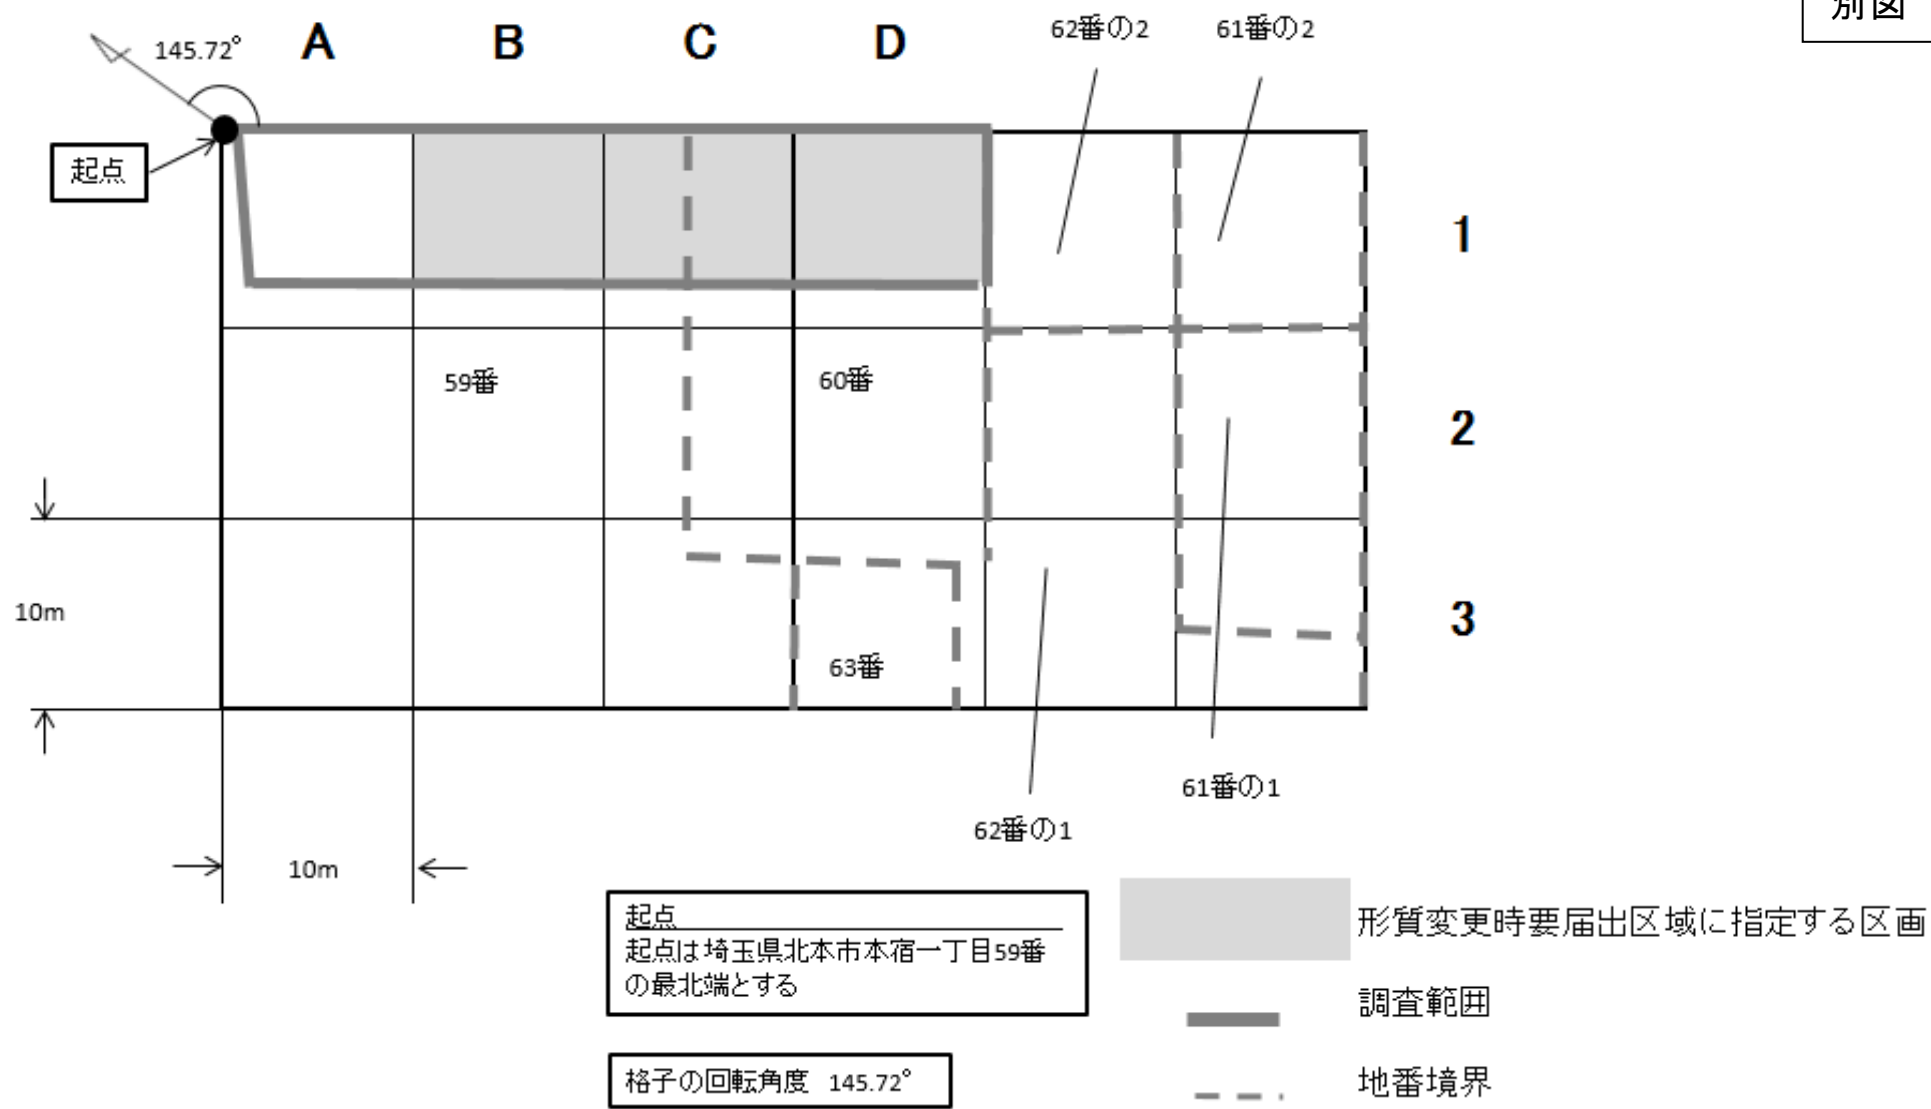 別図
62番の2
61番の2
145.72°
A
B
C
D
起点
1
59番
60番
2
10m
3
63番
61番の1
62番の1
10m
起点
起点は埼玉県北本市本宿一丁目59番
の最北端とする
形質変更時要届出区域に指定する区画
調査範囲
格子の回転角度 145.72°
地番境界